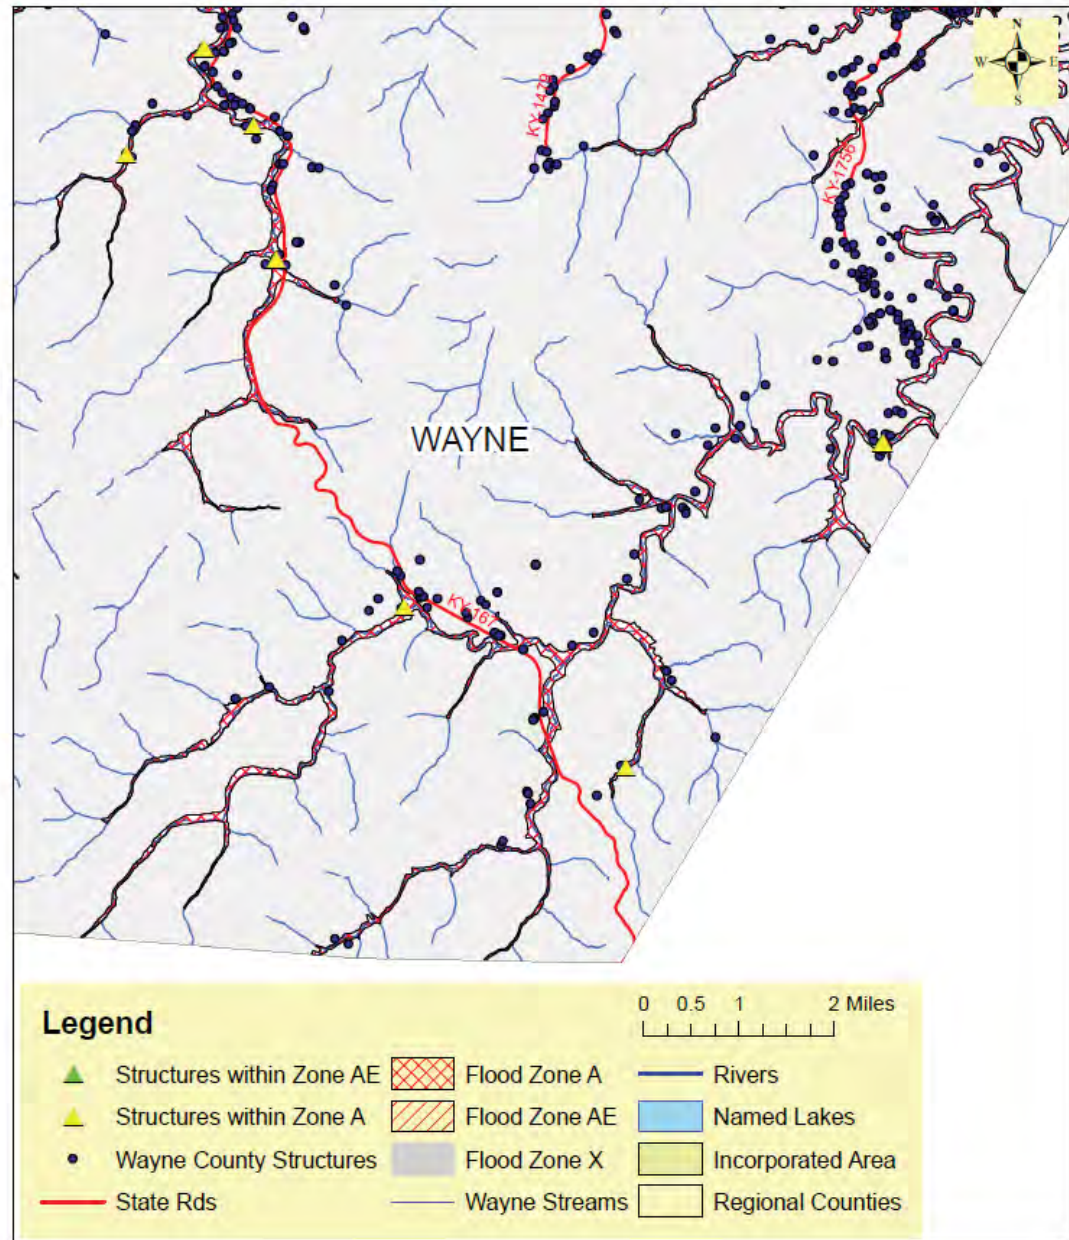 N
W E
S
KY-1479
KY-1756
WAYNE
KY-167
Legend
0 0.5 1 2 Miles
Structures within Zone AE
Flood Zone A
Rivers
Structures within Zone A
Flood Zone AE
Named Lakes
Wayne County Structures
Flood Zone X
Incorporated Area
State Rds
Wayne Streams
Regional Counties